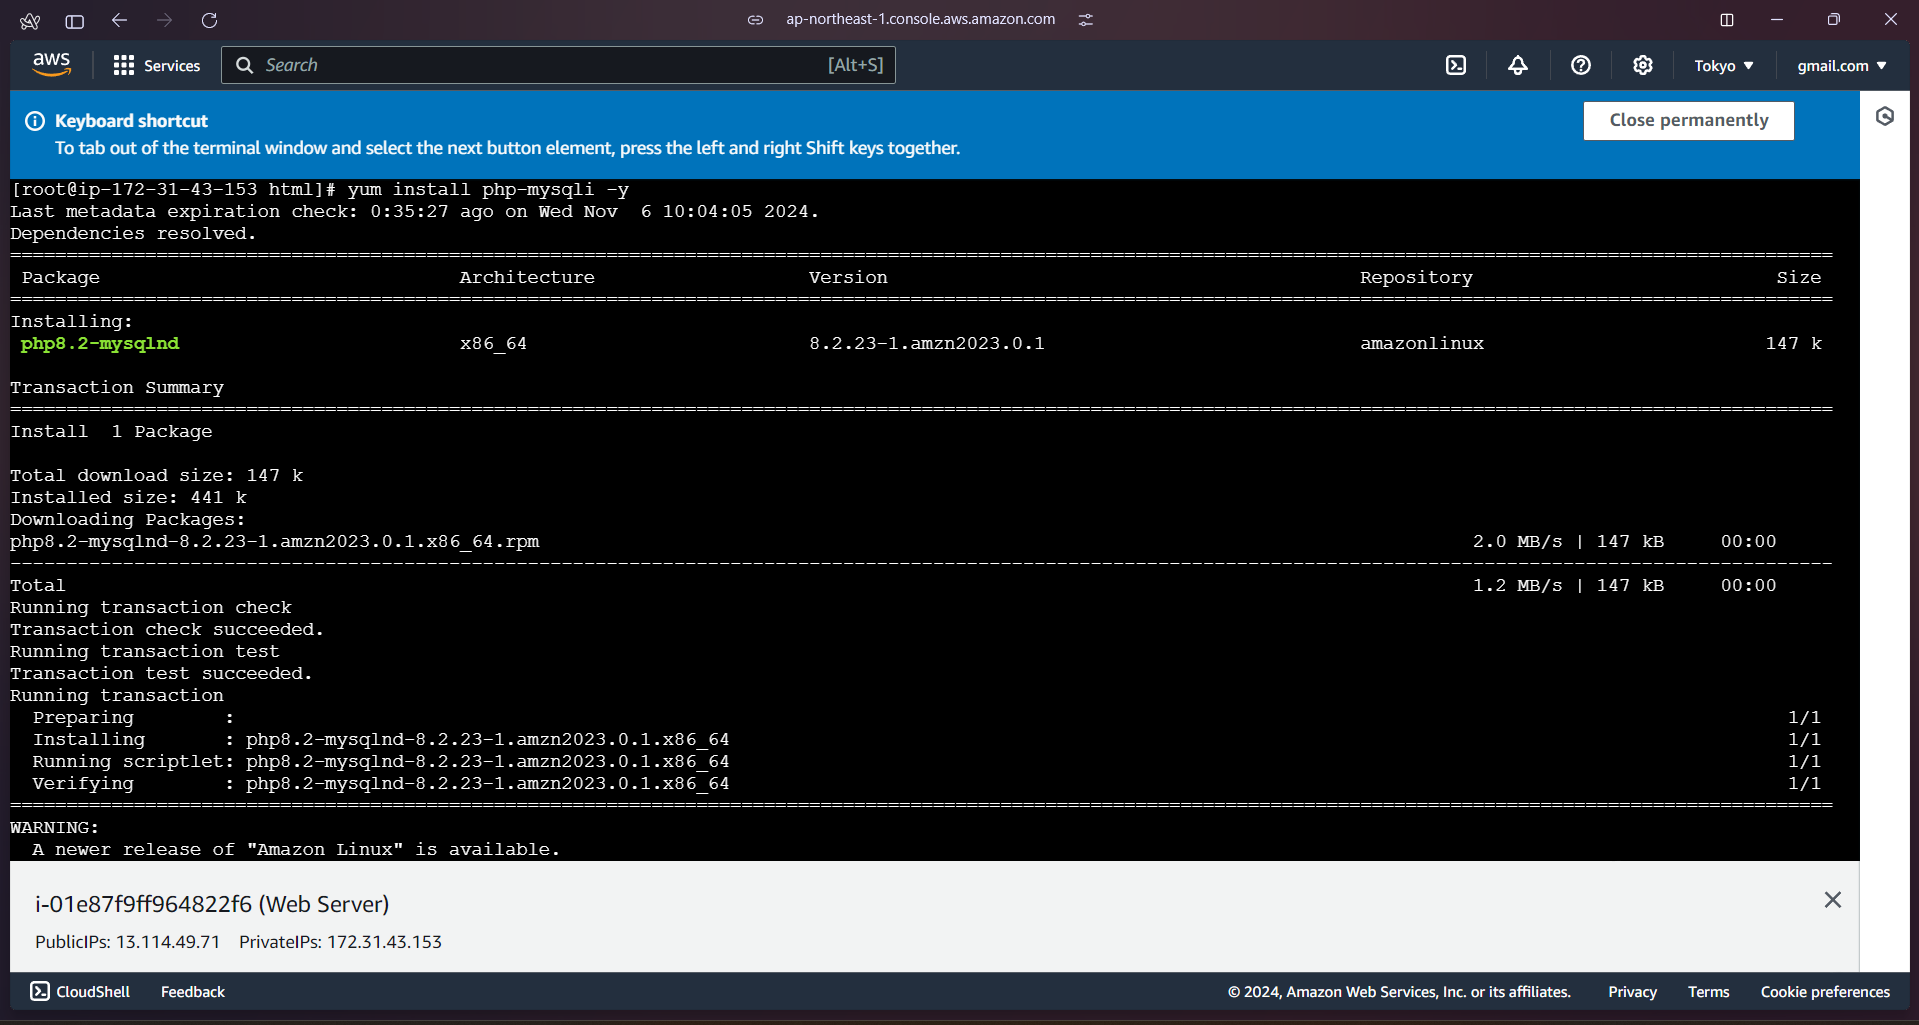 ap-northeast-1.console.aws.amazon.com
aws Services Search [Alt+S] Tokyo gmail.com
Keyboard shortcut
Close permanently
To tab out of the terminal window and select the next button element, press the left and right Shift keys together.
[root@ip-172-31-43-153 html]# yum install php-mysqli -y
Last metadata expiration check: 0:35:27 ago on Wed Nov  6 10:04:05 2024.
Dependencies resolved.
Package Architecture Version Repository Size
Installing:
php8.2-mysqlnd x86_64 8.2.23-1.amzn2023.0.1 amazonlinux 147 k
Transaction Summary
Install  1 Package
Total download size: 147 k
Installed size: 441 k
Downloading Packages:
php8.2-mysqlnd-8.2.23-1.amzn2023.0.1.x86_64.rpm 2.0 MB/s | 147 kB 00:00
Total 1.2 MB/s | 147 kB 00:00
Running transaction check
Transaction check succeeded.
Running transaction test
Transaction test succeeded.
Running transaction
Preparing : 1/1
Installing : php8.2-mysqlnd-8.2.23-1.amzn2023.0.1.x86_64 1/1
Running scriptlet: php8.2-mysqlnd-8.2.23-1.amzn2023.0.1.x86_64 1/1
Verifying : php8.2-mysqlnd-8.2.23-1.amzn2023.0.1.x86_64 1/1
WARNING:
A newer release of "Amazon Linux" is available.
i-01e87f9ff964822f6 (Web Server)
PublicIPs: 13.114.49.71 PrivateIPs: 172.31.43.153
CloudShell Feedback © 2024, Amazon Web Services, Inc. or its affiliates. Privacy Terms Cookie preferences